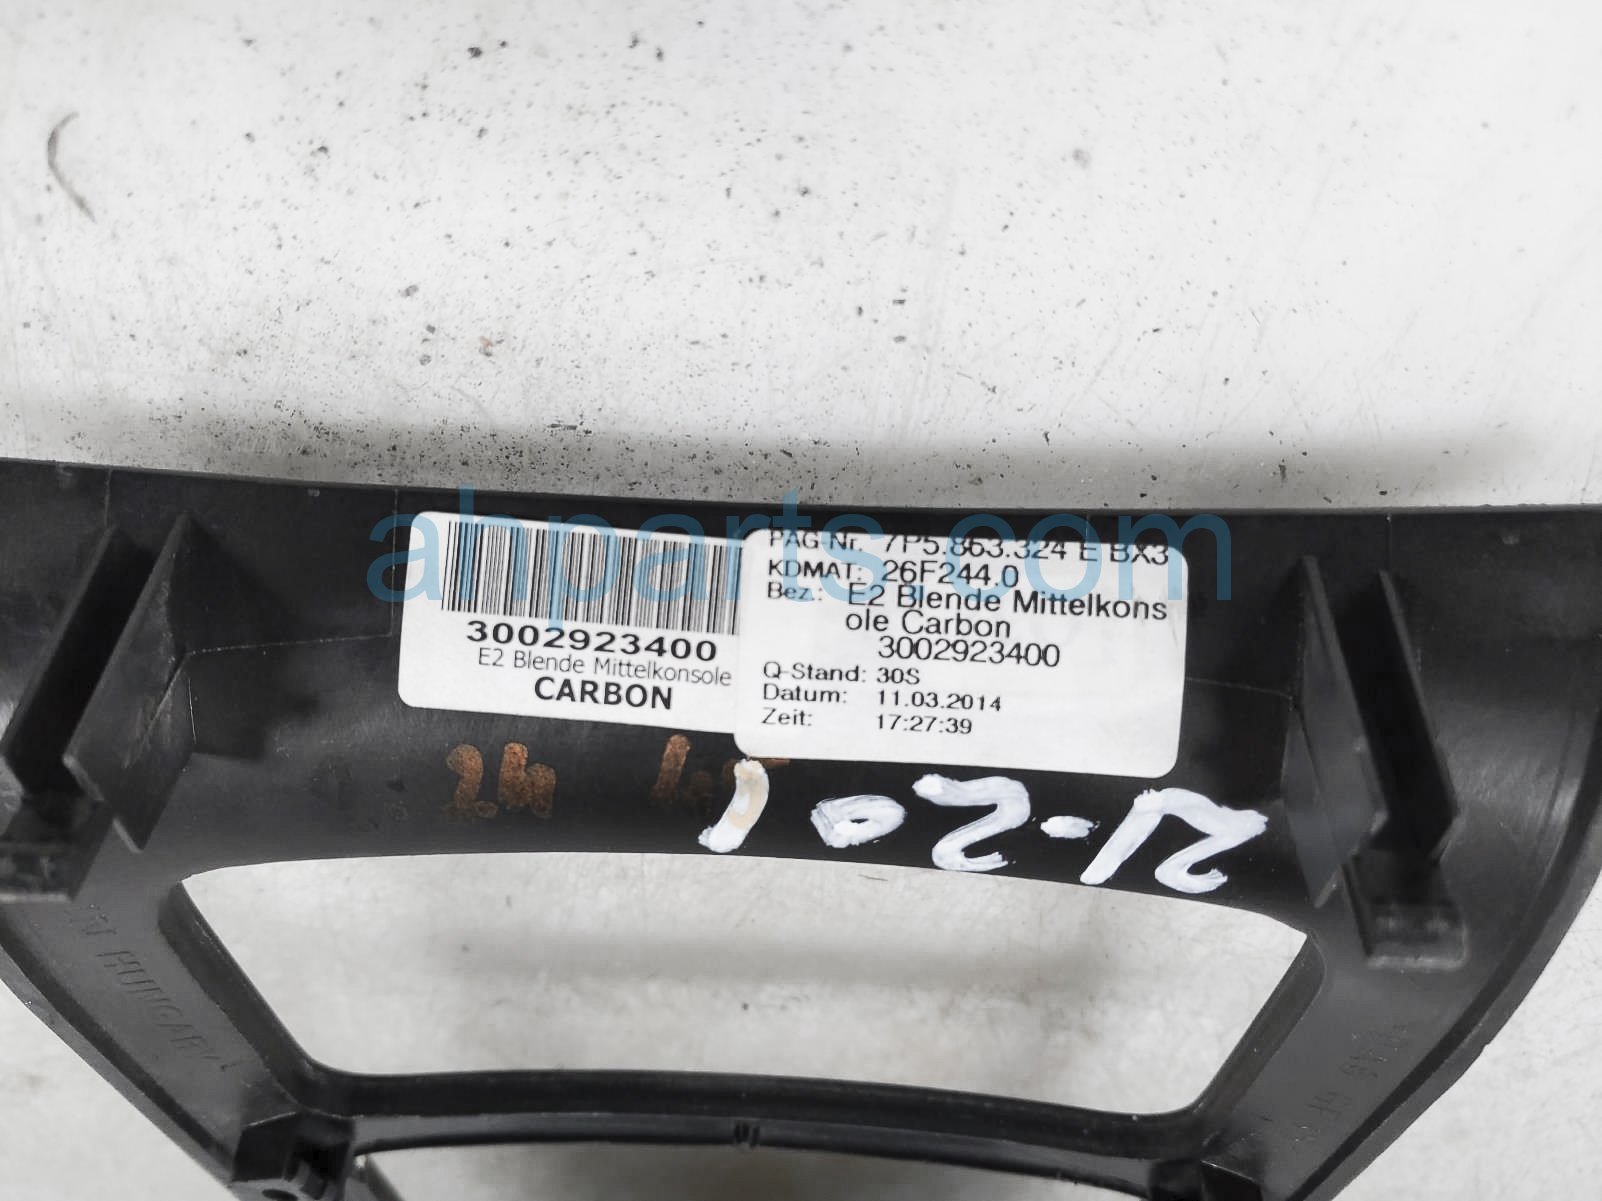 3002923400
E2 Blende Mittelkonsole
CARBON
PAG Nr. 7P5.863.324 E BX3
KDMAT: 26F244.0
Bez.: E2 Blende Mittelkons
ole Carbon
3002923400
Q-Stand: 30S
Datum: 11.03.2014
Zeit: 17:27:39
ahparts.com
HUNGARY